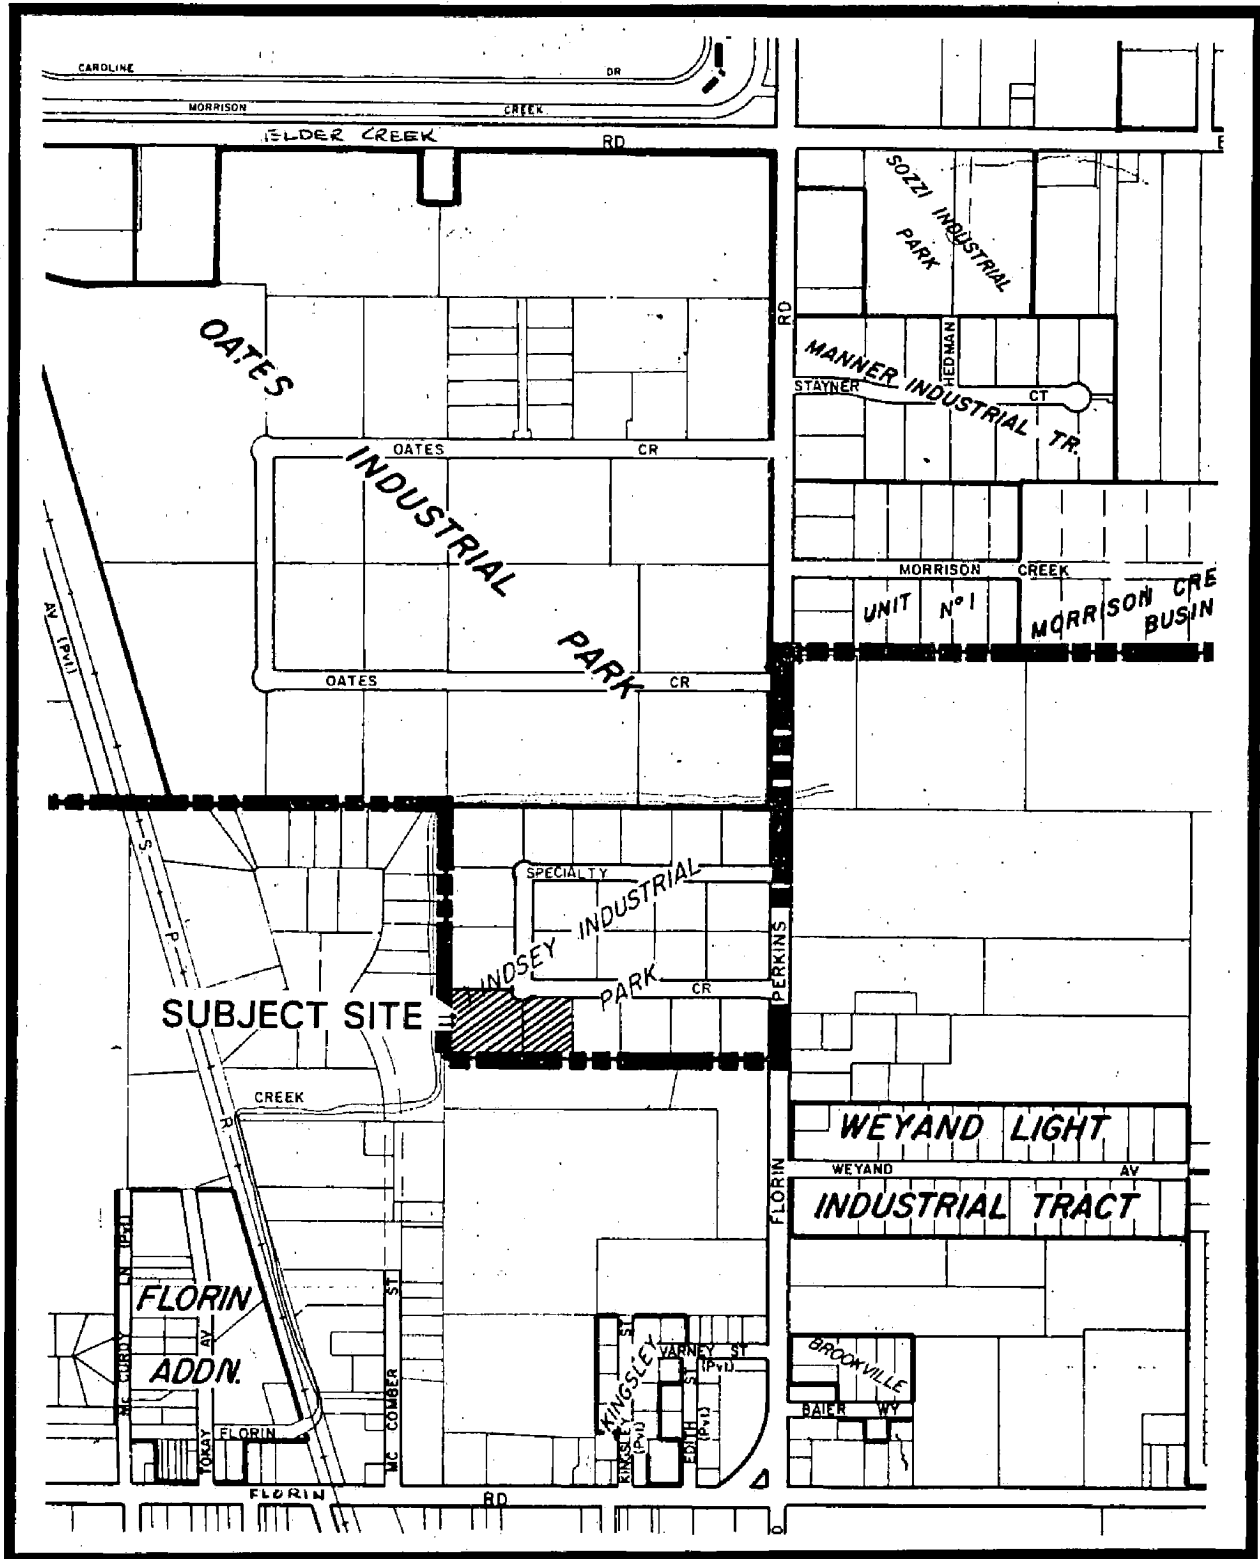 CAROLINE DR
MORRISON CREEK
ELDER CREEK RD
SOZZI INDUSTRIAL
PARK
RD
OATES
HEDMAN
MANNER INDUSTRIAL TR.
STAYNER CT
OATES CR
INDUSTRIAL
MORRISON CREEK
UNIT Nº 1
MORRISON CRE
BUSIN
AV (Pvt)
PARK
OATES CR
S. P. R.
SPECIALTY
INDSEY INDUSTRIAL
PARK
CR
PERKINS
SUBJECT SITE
CREEK
WEYAND LIGHT
WEYAND AV
FLORIN
INDUSTRIAL TRACT
LN (Pvt)
FLORIN
ST
AV
ST
VARNEY ST
(Pvt)
KINGSLEY
BROOKVILLE
Mc CURDY
ADDN.
MC COMBER
BAIER WY
KINGSLEY
(Pvt)
EDITH ST
(Pvt)
TOKAY
FLORIN
FLORIN RD